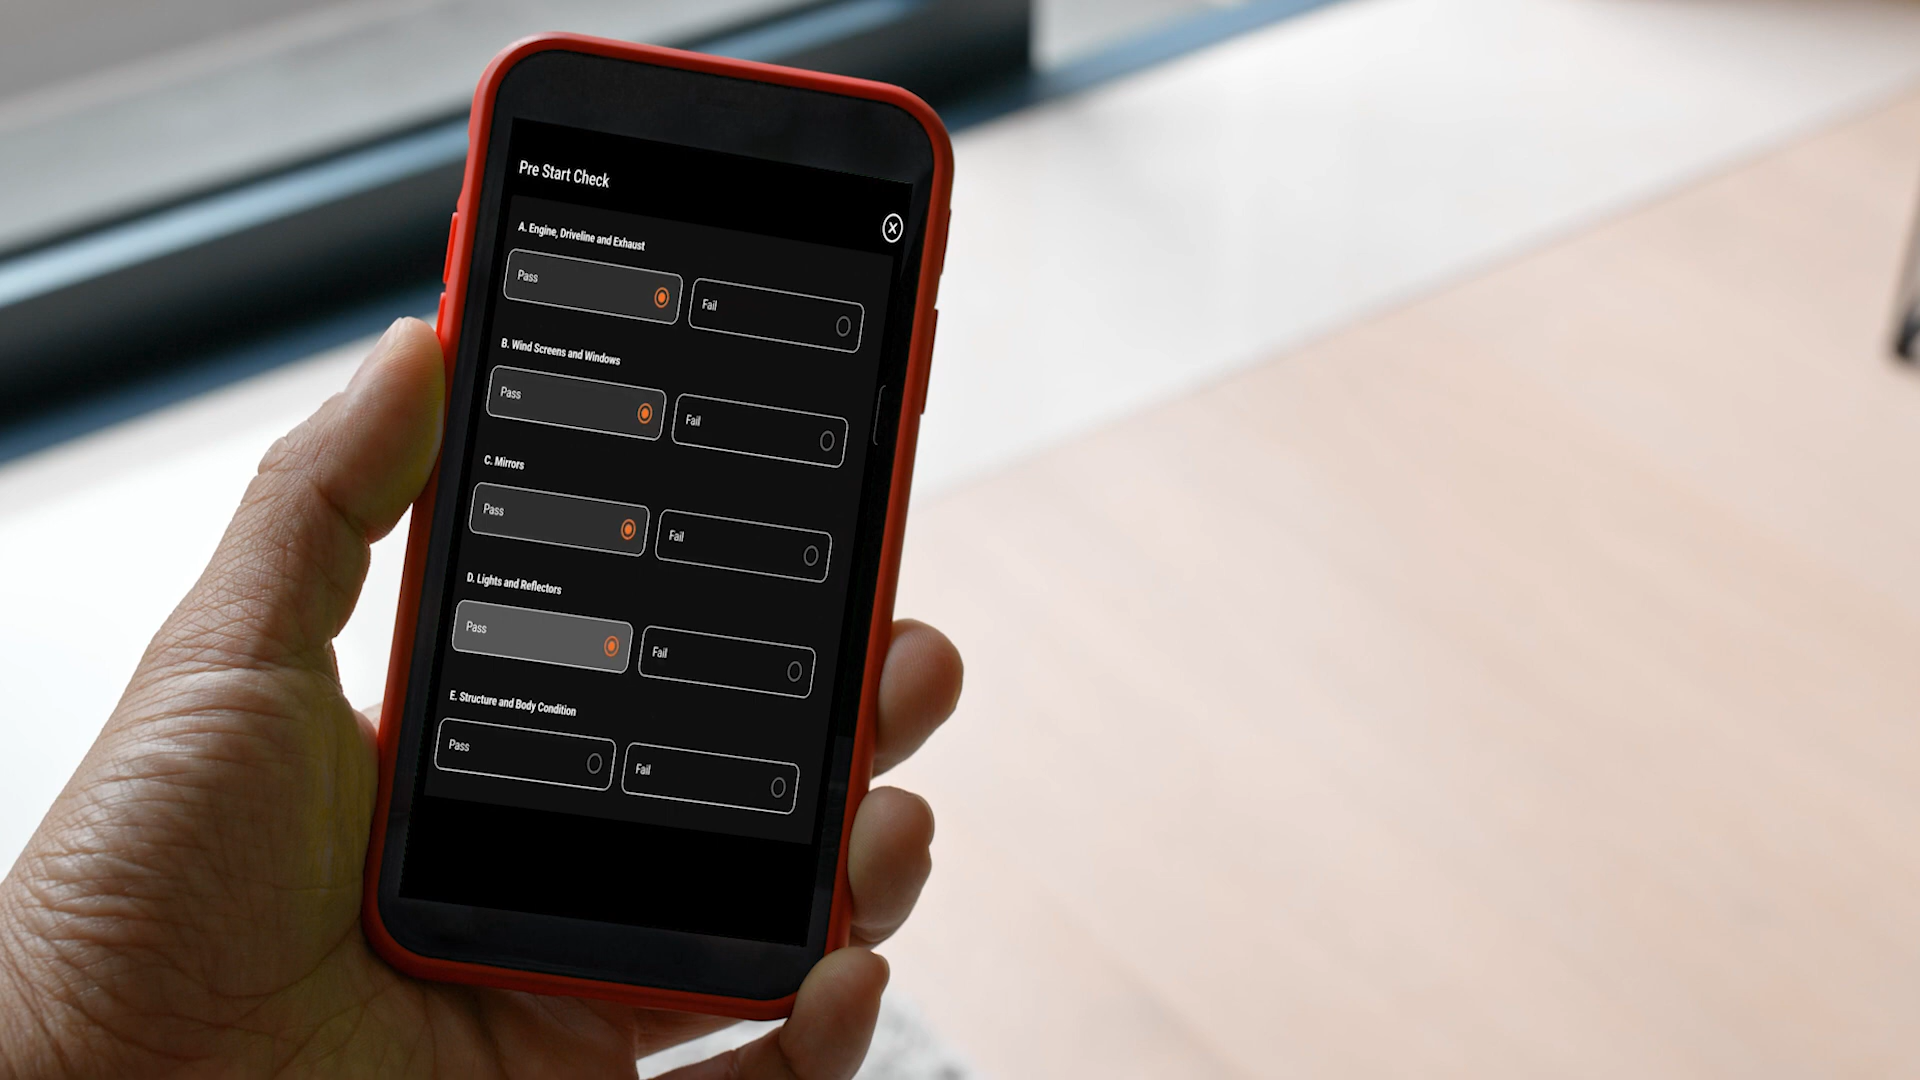 Pre Start Check
A. Engine, Driveline and Exhaust
Pass
Fail
B. Wind Screens and Windows
Pass
Fail
C. Mirrors
Pass
Fail
D. Lights and Reflectors
Pass
Fail
E. Structure and Body Condition
Pass
Fail